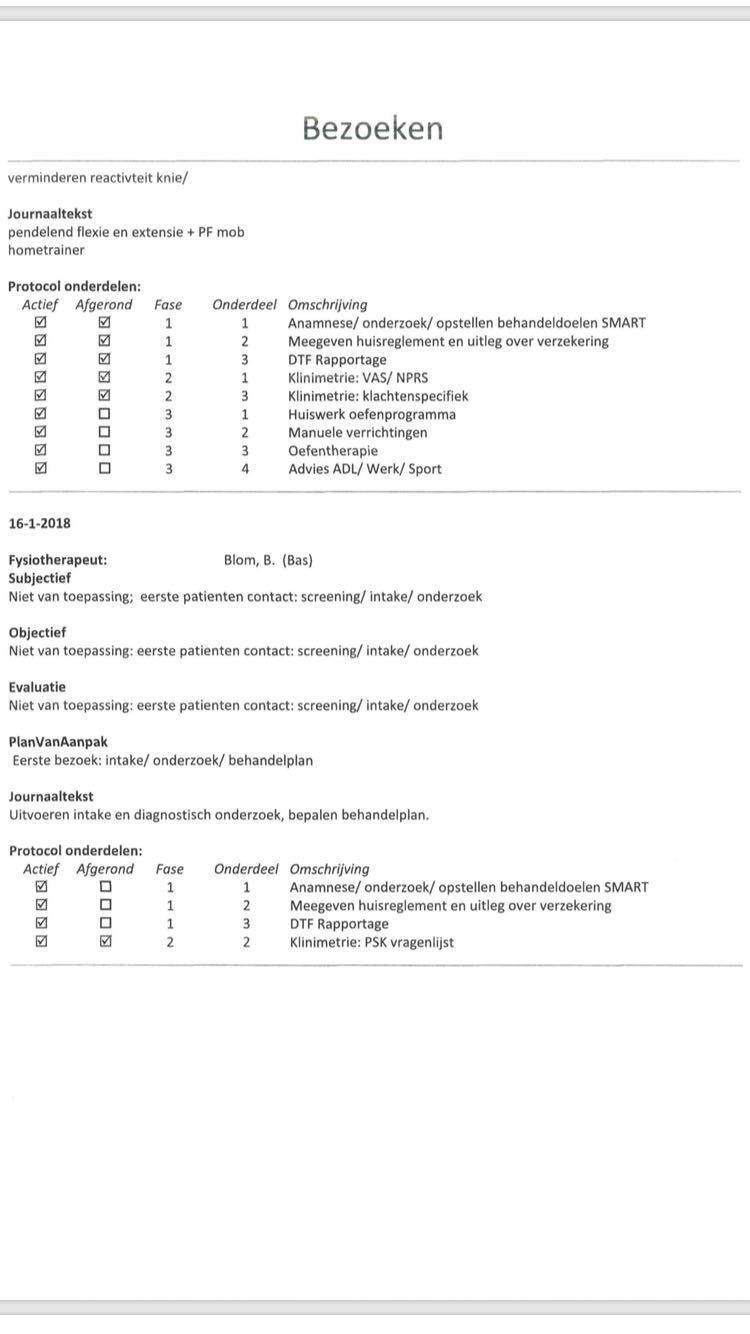 Bezoeken
verminderen reactivteit knie/
Journaaltekst
pendelend flexie en extensie + PF mob
hometrainer
Protocol onderdelen:
Actief Afgerond Fase Onderdeel Omschrijving
☑ ☑ 1 1 Anamnese/ onderzoek/ opstellen behandeldoelen SMART
☑ ☑ 1 2 Meegeven huisreglement en uitleg over verzekering
☑ ☑ 1 3 DTF Rapportage
☑ ☑ 2 1 Klinimetrie: VAS/ NPRS
☑ ☑ 2 3 Klinimetrie: klachtenspecifiek
☑ ☐ 3 1 Huiswerk oefenprogramma
☑ ☐ 3 2 Manuele verrichtingen
☑ ☐ 3 3 Oefentherapie
☑ ☐ 3 4 Advies ADL/ Werk/ Sport
16-1-2018
Fysiotherapeut: Blom, B. (Bas)
Subjectief
Niet van toepassing; eerste patienten contact: screening/ intake/ onderzoek
Objectief
Niet van toepassing: eerste patienten contact: screening/ intake/ onderzoek
Evaluatie
Niet van toepassing: eerste patienten contact: screening/ intake/ onderzoek
PlanVanAanpak
Eerste bezoek: intake/ onderzoek/ behandelplan
Journaaltekst
Uitvoeren intake en diagnostisch onderzoek, bepalen behandelplan.
Protocol onderdelen:
Actief Afgerond Fase Onderdeel Omschrijving
☑ ☐ 1 1 Anamnese/ onderzoek/ opstellen behandeldoelen SMART
☑ ☐ 1 2 Meegeven huisreglement en uitleg over verzekering
☑ ☐ 1 3 DTF Rapportage
☑ ☑ 2 2 Klinimetrie: PSK vragenlijst